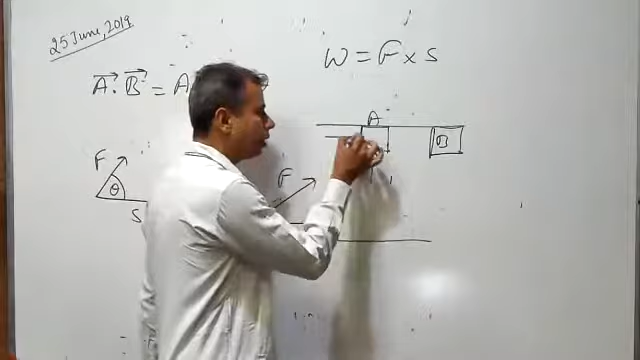 25 June, 2019
W = F × S
A⃗ . B⃗ = A
A
B
F
θ
S
F